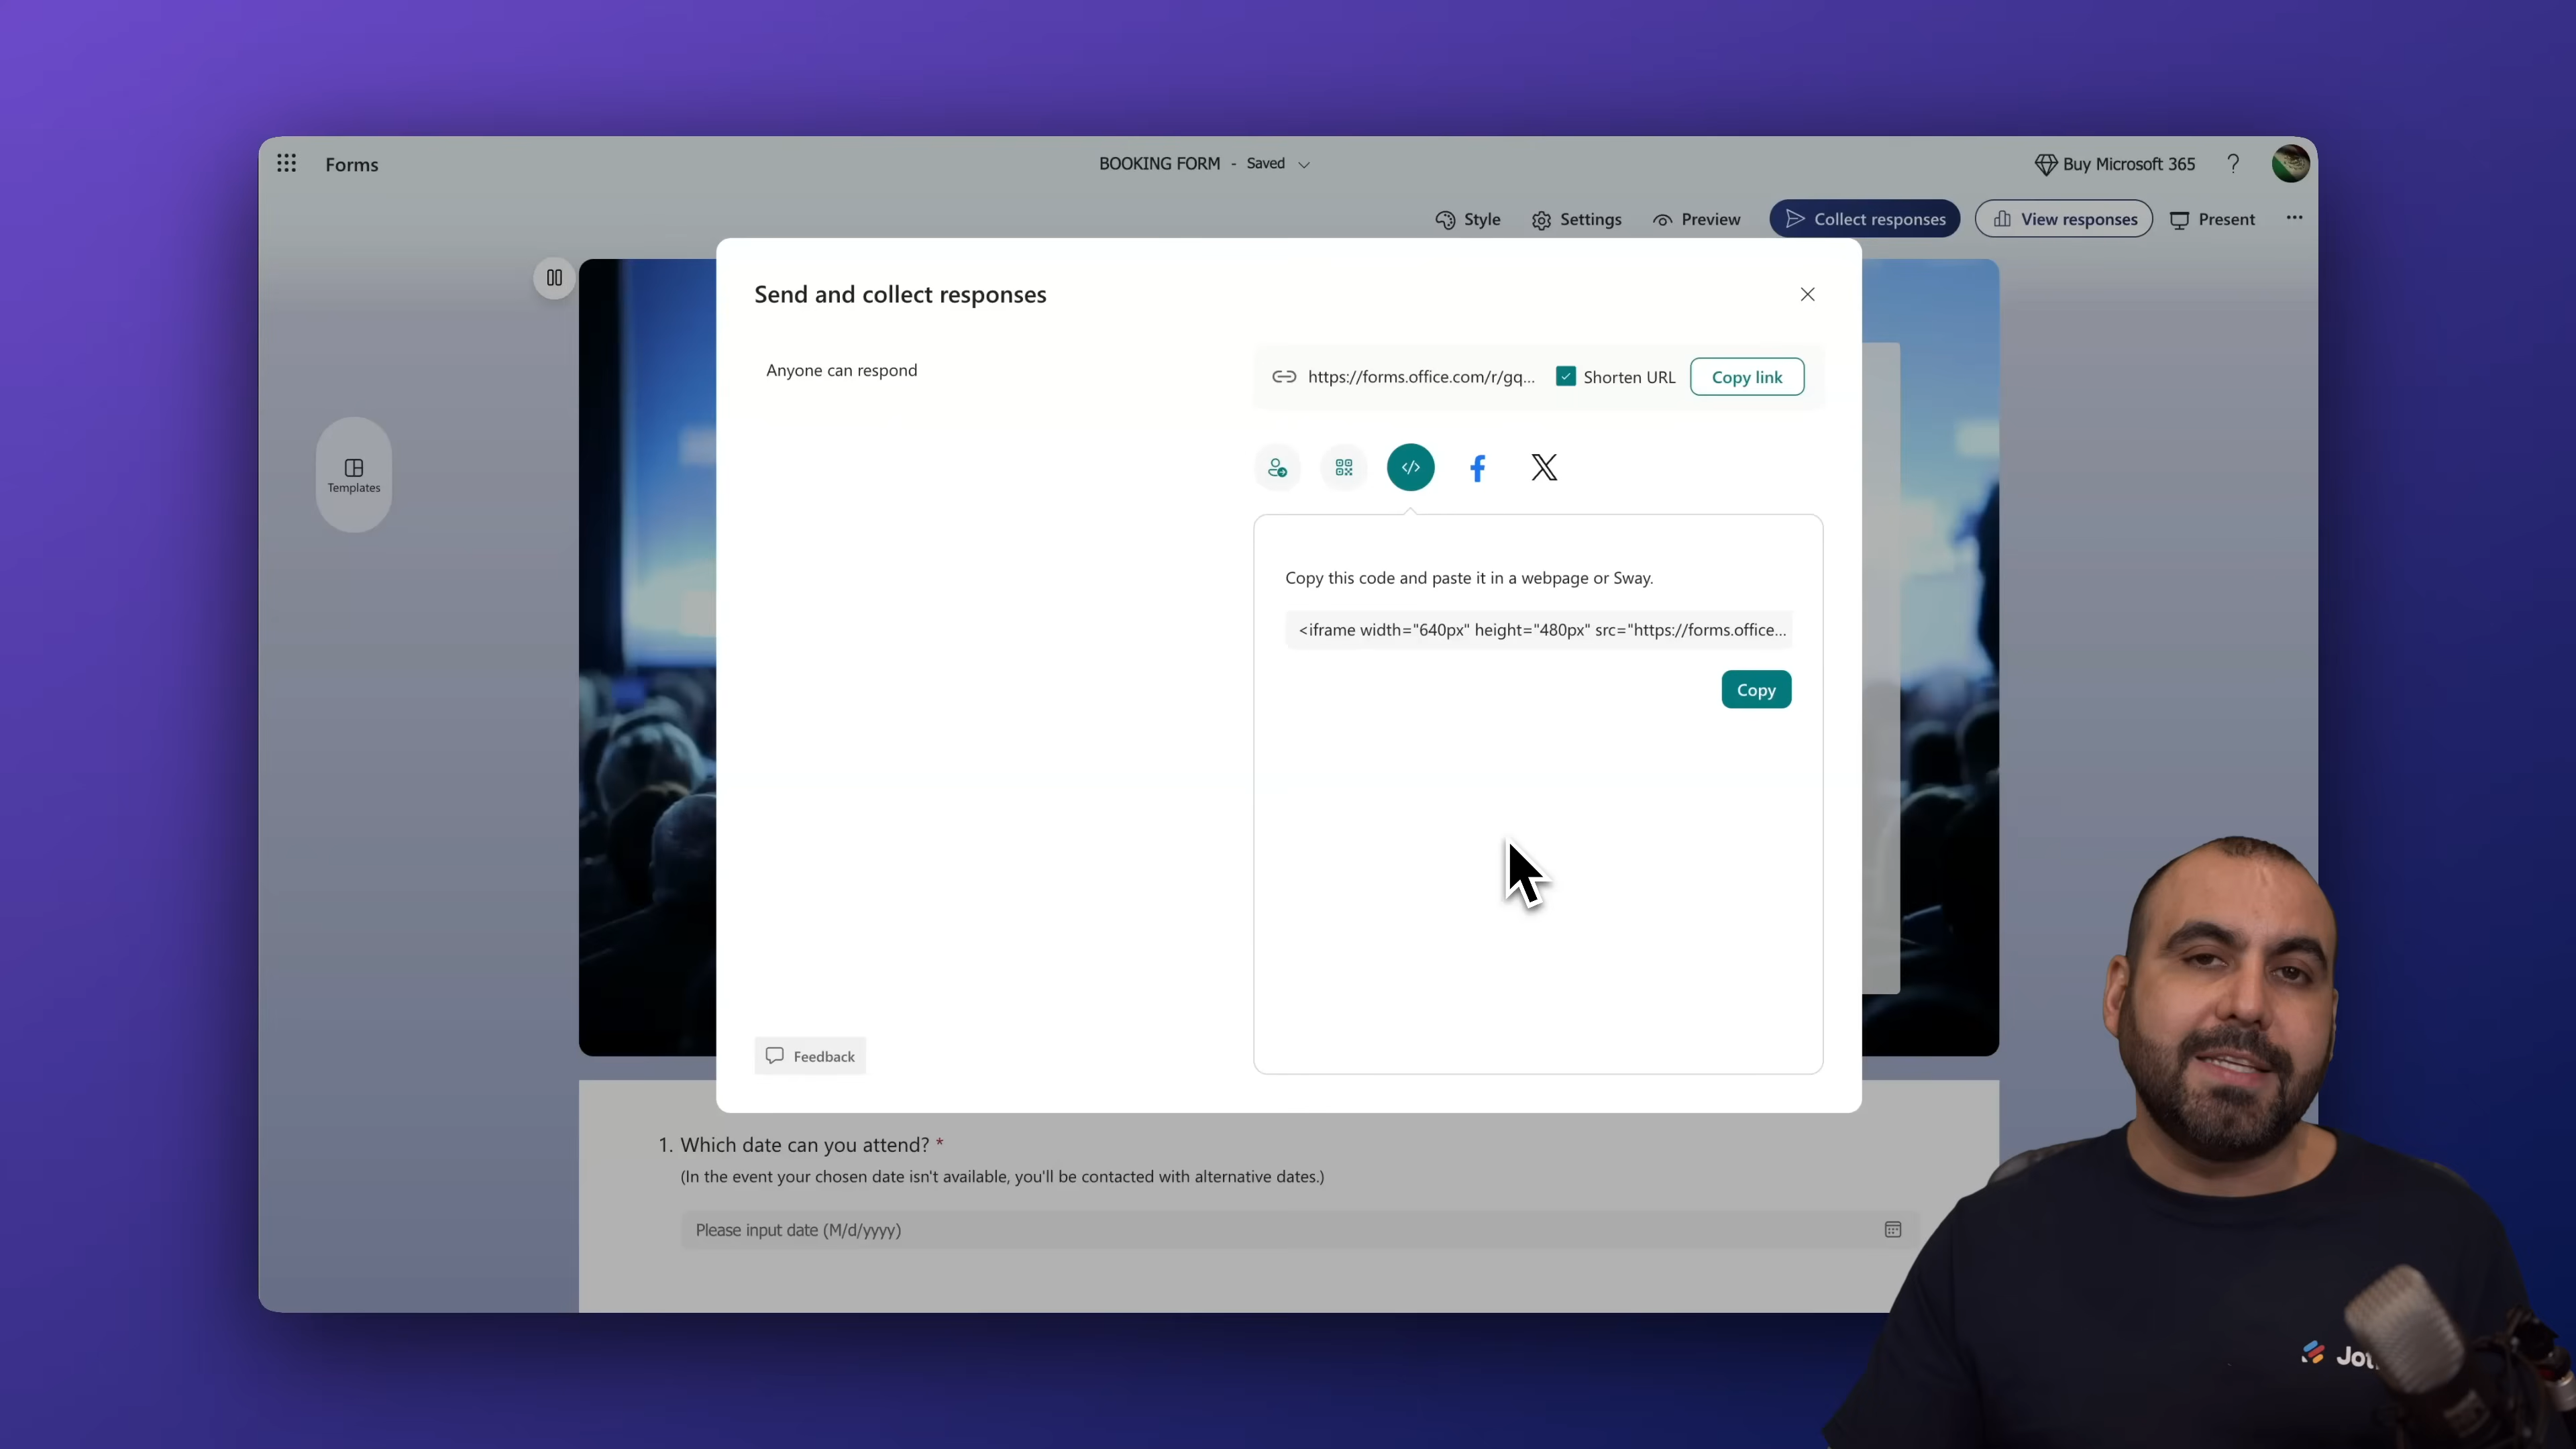 Forms
BOOKING FORM - Saved
Buy Microsoft 365
?
Style
Settings
Preview
Collect responses
View responses
Present
Send and collect responses
Anyone can respond
https://forms.office.com/r/gq...
Shorten URL
Copy link
Templates
Copy this code and paste it in a webpage or Sway.
<iframe width="640px" height="480px" src="https://forms.office...
Copy
Feedback
1. Which date can you attend? *
(In the event your chosen date isn't available, you'll be contacted with alternative dates.)
Please input date (M/d/yyyy)